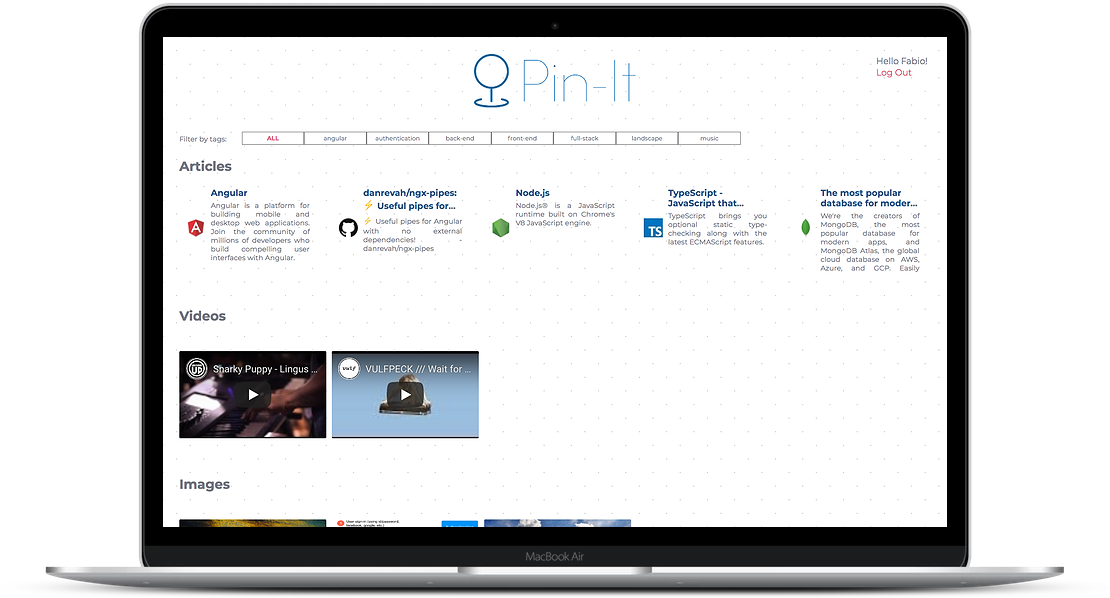 Pin-It
Hello Fabio!
Log Out
Filter by tags:
ALL
angular
authentication
back-end
front-end
full-stack
landscape
music
Articles
Angular
Angular is a platform for
building mobile and
desktop web applications.
Join the community of
millions of developers who
build compelling user
interfaces with Angular.
danrevah/ngx-pipes:
⚡ Useful pipes for...
⚡ Useful pipes for Angular
with no external
dependencies! -
danrevah/ngx-pipes
Node.js
Node.js® is a JavaScript
runtime built on Chrome's
V8 JavaScript engine.
TS
TypeScript -
JavaScript that...
TypeScript brings you
optional static type-
checking along with the
latest ECMAScript features.
The most popular
database for moder...
We're the creators of
MongoDB, the most
popular database for
modern apps, and
MongoDB Atlas, the global
cloud database on AWS,
Azure, and GCP. Easily
Videos
Snarky Puppy - Lingus ...
vulf
VULFPECK /// Wait for ...
Images
MacBook Air